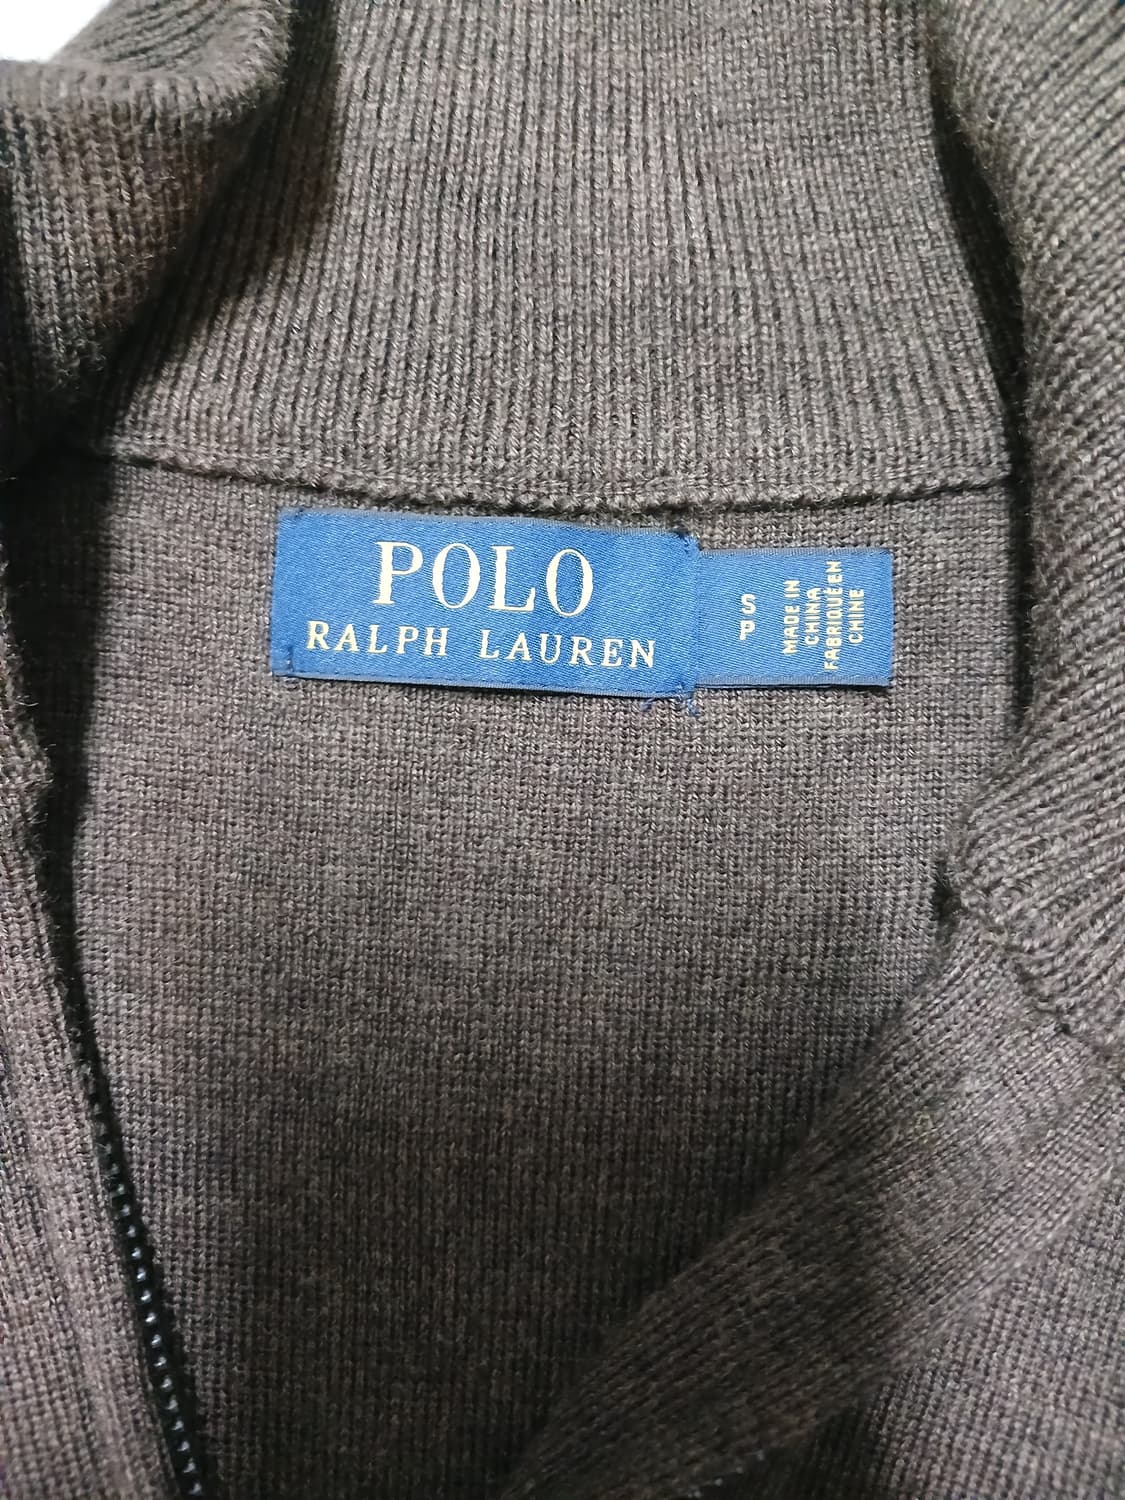 POLO
RALPH LAUREN
S
P
MADE IN
CHINA
FABRIQUÉ EN
CHINE